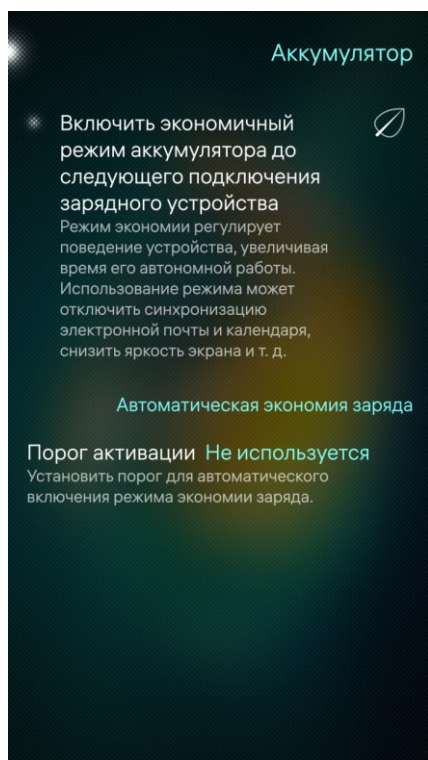 Аккумулятор
Включить экономичный
режим аккумулятора до
следующего подключения
зарядного устройства
Режим экономии регулирует
поведение устройства, увеличивая
время его автономной работы.
Использование режима может
отключить синхронизацию
электронной почты и календаря,
снизить яркость экрана и т. д.
Автоматическая экономия заряда
Порог активации Не используется
Установить порог для автоматического
включения режима экономии заряда.